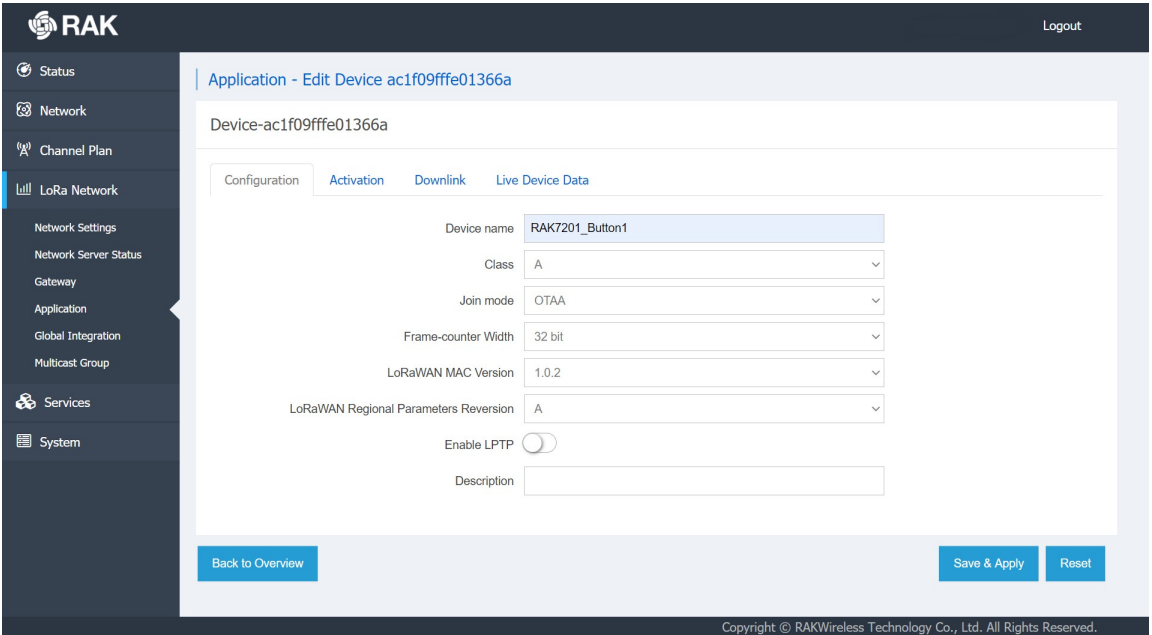 RAK
Logout
Status
Network
Channel Plan
LoRa Network
Network Settings
Network Server Status
Gateway
Application
Global Integration
Multicast Group
Services
System
Application - Edit Device ac1f09fffe01366a
Device-ac1f09fffe01366a
Configuration Activation Downlink Live Device Data
Device name RAK7201_Button1
Class A
Join mode OTAA
Frame-counter Width 32 bit
LoRaWAN MAC Version 1.0.2
LoRaWAN Regional Parameters Reversion A
Enable LPTP
Description
Back to Overview Save & Apply Reset
Copyright © RAKWireless Technology Co., Ltd. All Rights Reserved.